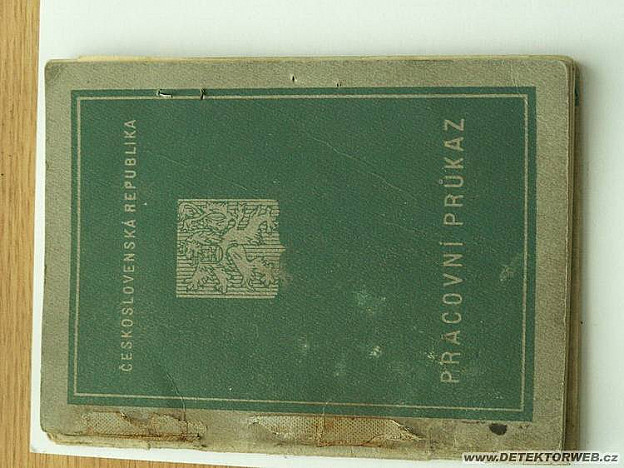 ČESKOSLOVENSKÁ REPUBLIKA
PRACOVNÍ PRŮKAZ
www.DETEKTORWEB.cz